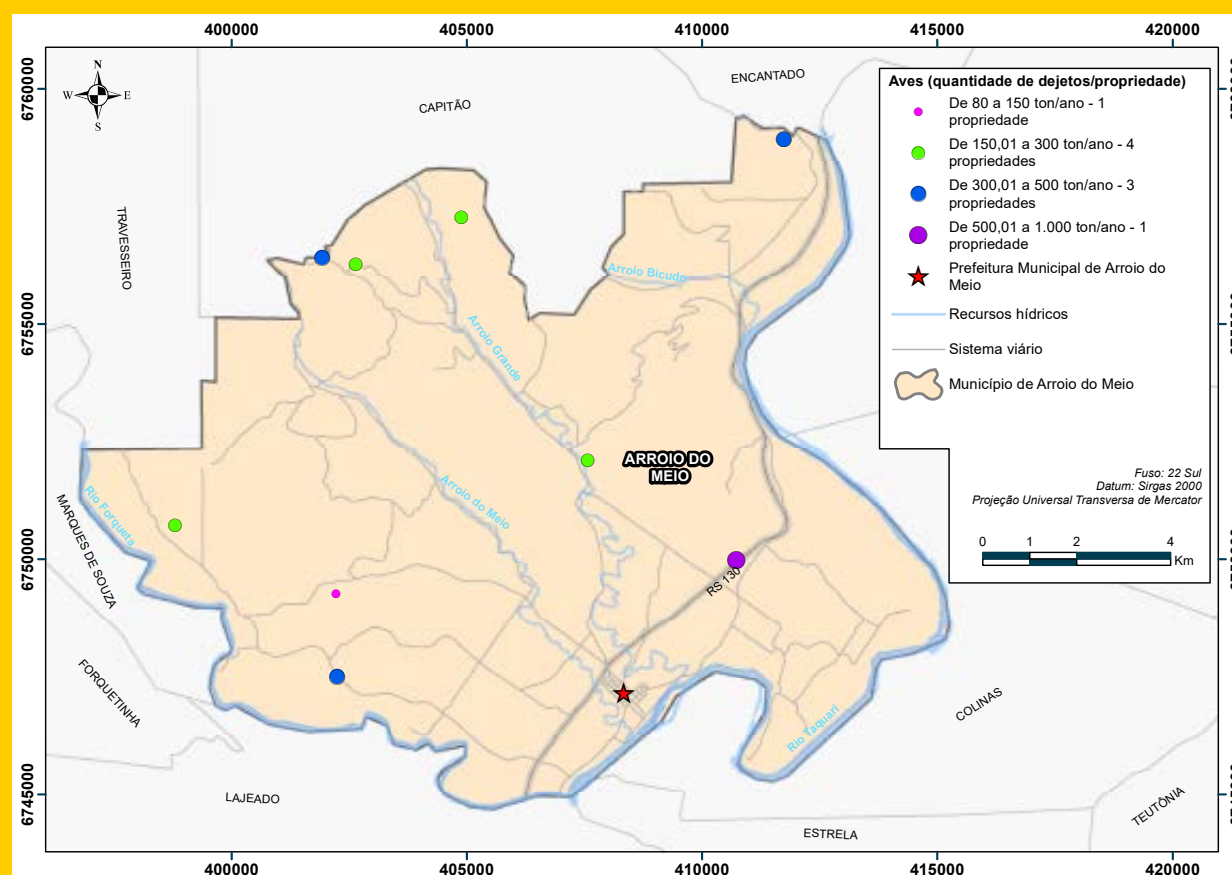 400000 405000 410000 415000 420000
6760000
6755000
6750000
6745000
N
W E
S
ENCANTADO
CAPITÃO
TRAVESSEIRO
Arroio Bicudo
Arroio Grande
ARROIO DO
MEIO
Arroio do Meio
Rio Forqueta
MARQUES DE SOUZA
RS 130
FORQUETINHA
Rio Taquari
COLINAS
LAJEADO
ESTRELA
TEUTÔNIA
Aves (quantidade de dejetos/propriedade)
De 80 a 150 ton/ano - 1
propriedade
De 150,01 a 300 ton/ano - 4
propriedades
De 300,01 a 500 ton/ano - 3
propriedades
De 500,01 a 1.000 ton/ano - 1
propriedade
Prefeitura Municipal de Arroio do
Meio
Recursos hídricos
Sistema viário
Município de Arroio do Meio
Fuso: 22 Sul
Datum: Sirgas 2000
Projeção Universal Transversa de Mercator
0 1 2 4
Km
400000 405000 410000 415000 420000